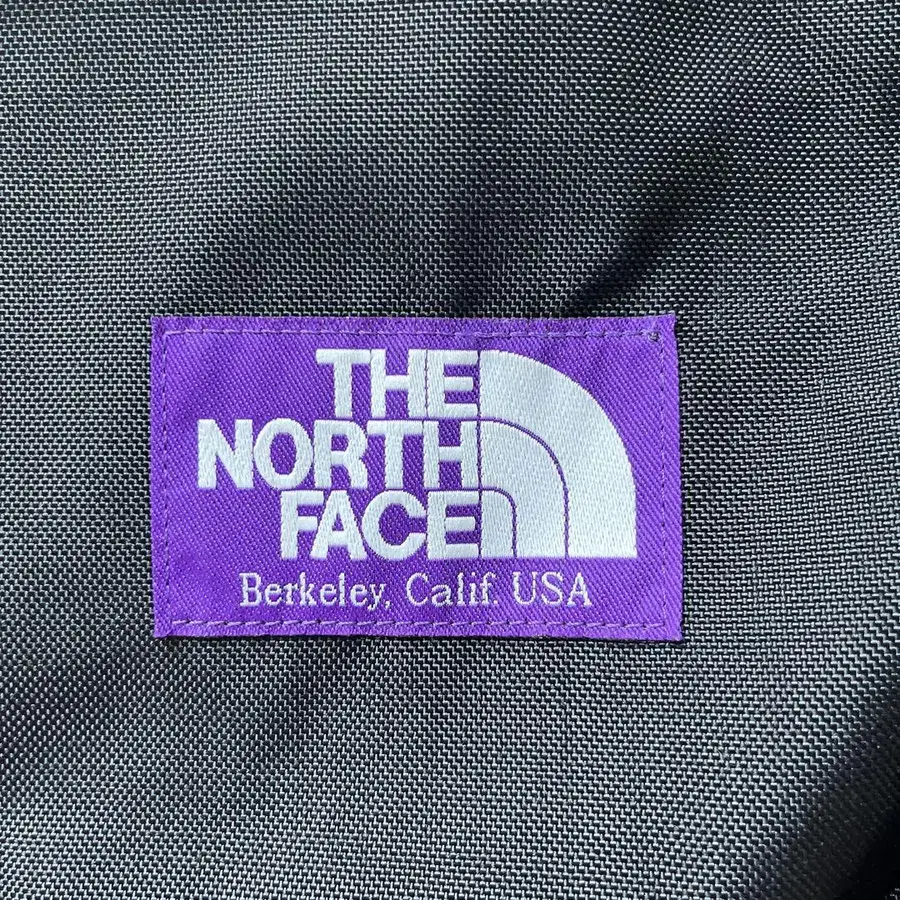 THE
NORTH
FACE
Berkeley, Calif. USA